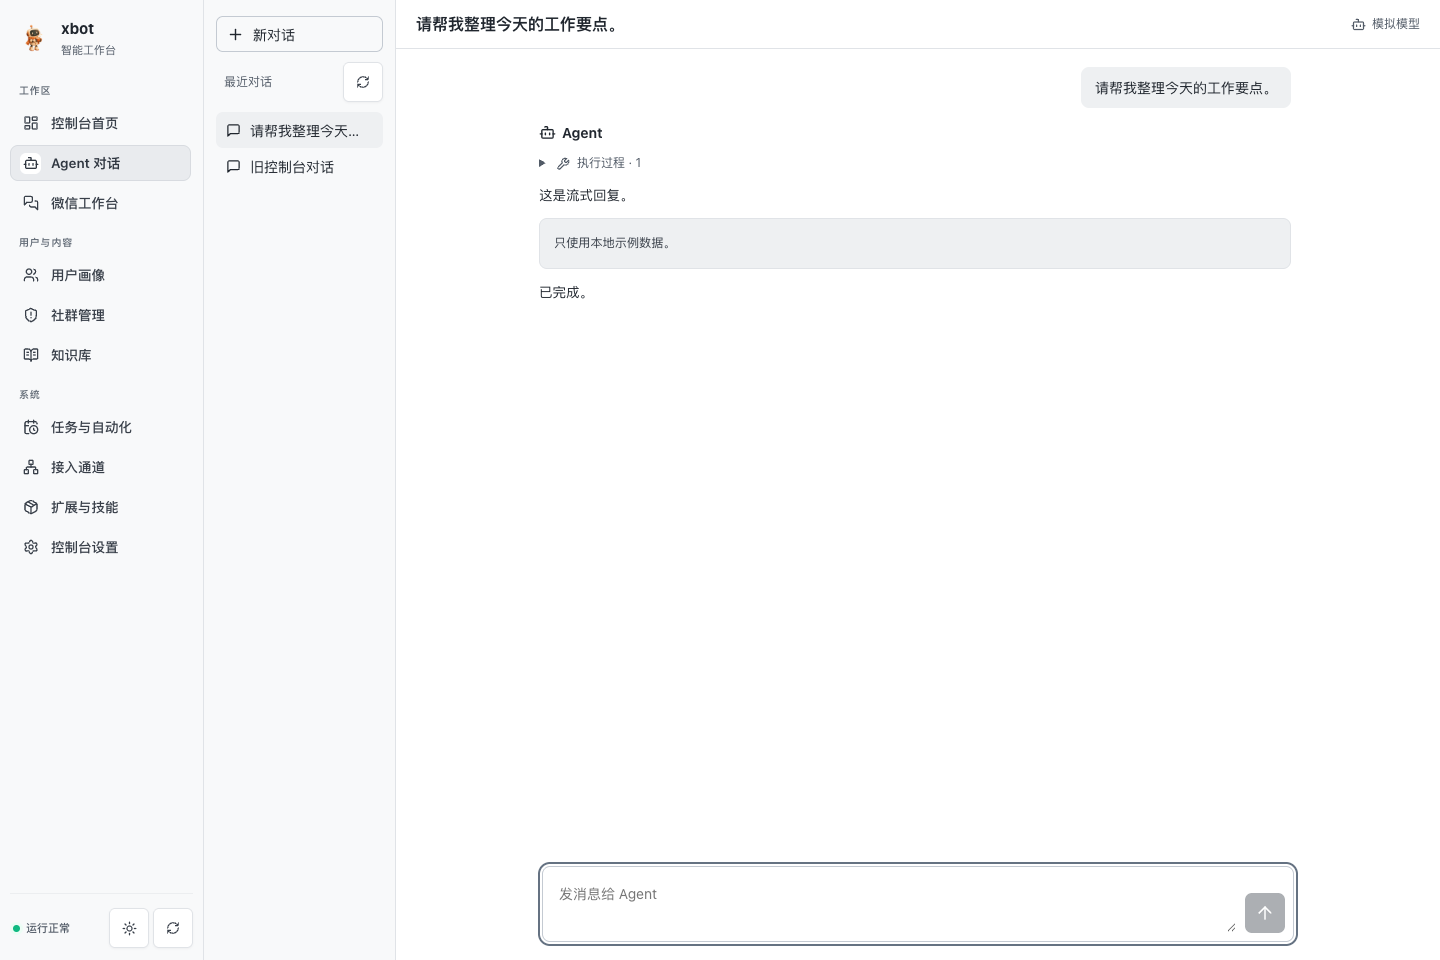 xbot
智能工作台
工作区
控制台首页
Agent 对话
微信工作台
用户与内容
用户画像
社群管理
知识库
系统
任务与自动化
接入通道
扩展与技能
控制台设置
运行正常
新对话
最近对话
请帮我整理今天...
旧控制台对话
请帮我整理今天的工作要点。
模拟模型
请帮我整理今天的工作要点。
Agent
执行过程 · 1
这是流式回复。
只使用本地示例数据。
已完成。
发消息给 Agent